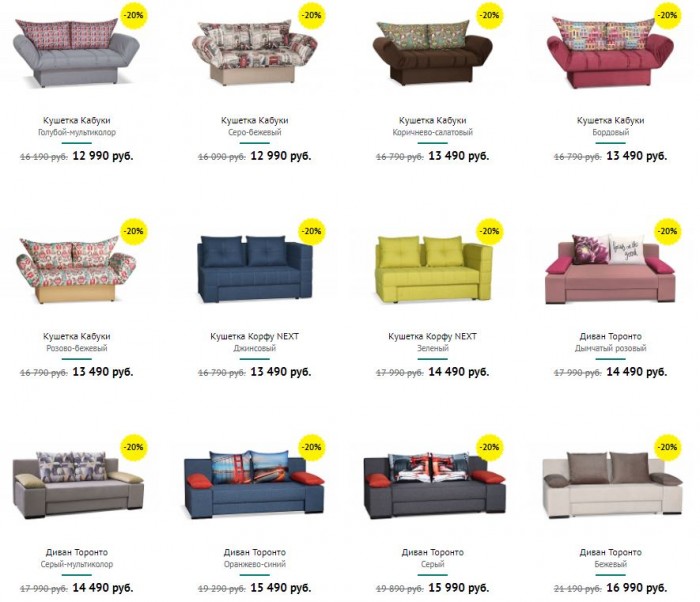 -20%
-20%
-20%
-20%
Кушетка Кабуки
Голубой-мультиколор
16 190 руб. 12 990 руб.
Кушетка Кабуки
Серо-бежевый
16 090 руб. 12 990 руб.
Кушетка Кабуки
Коричнево-салатовый
16 790 руб. 13 490 руб.
Кушетка Кабуки
Бордовый
16 790 руб. 13 490 руб.
-20%
-20%
-20%
-20%
Кушетка Кабуки
Розово-бежевый
16 790 руб. 13 490 руб.
Кушетка Корфу NEXT
Джинсовый
16 790 руб. 13 490 руб.
Кушетка Корфу NEXT
Зеленый
17 990 руб. 14 490 руб.
Диван Торонто
Дымчатый розовый
17 990 руб. 14 490 руб.
-20%
-20%
-20%
-20%
Диван Торонто
Серый-мультиколор
17 990 руб. 14 490 руб.
Диван Торонто
Оранжево-синий
19 290 руб. 15 490 руб.
Диван Торонто
Серый
19 890 руб. 15 990 руб.
Диван Торонто
Бежевый
21 190 руб. 16 990 руб.